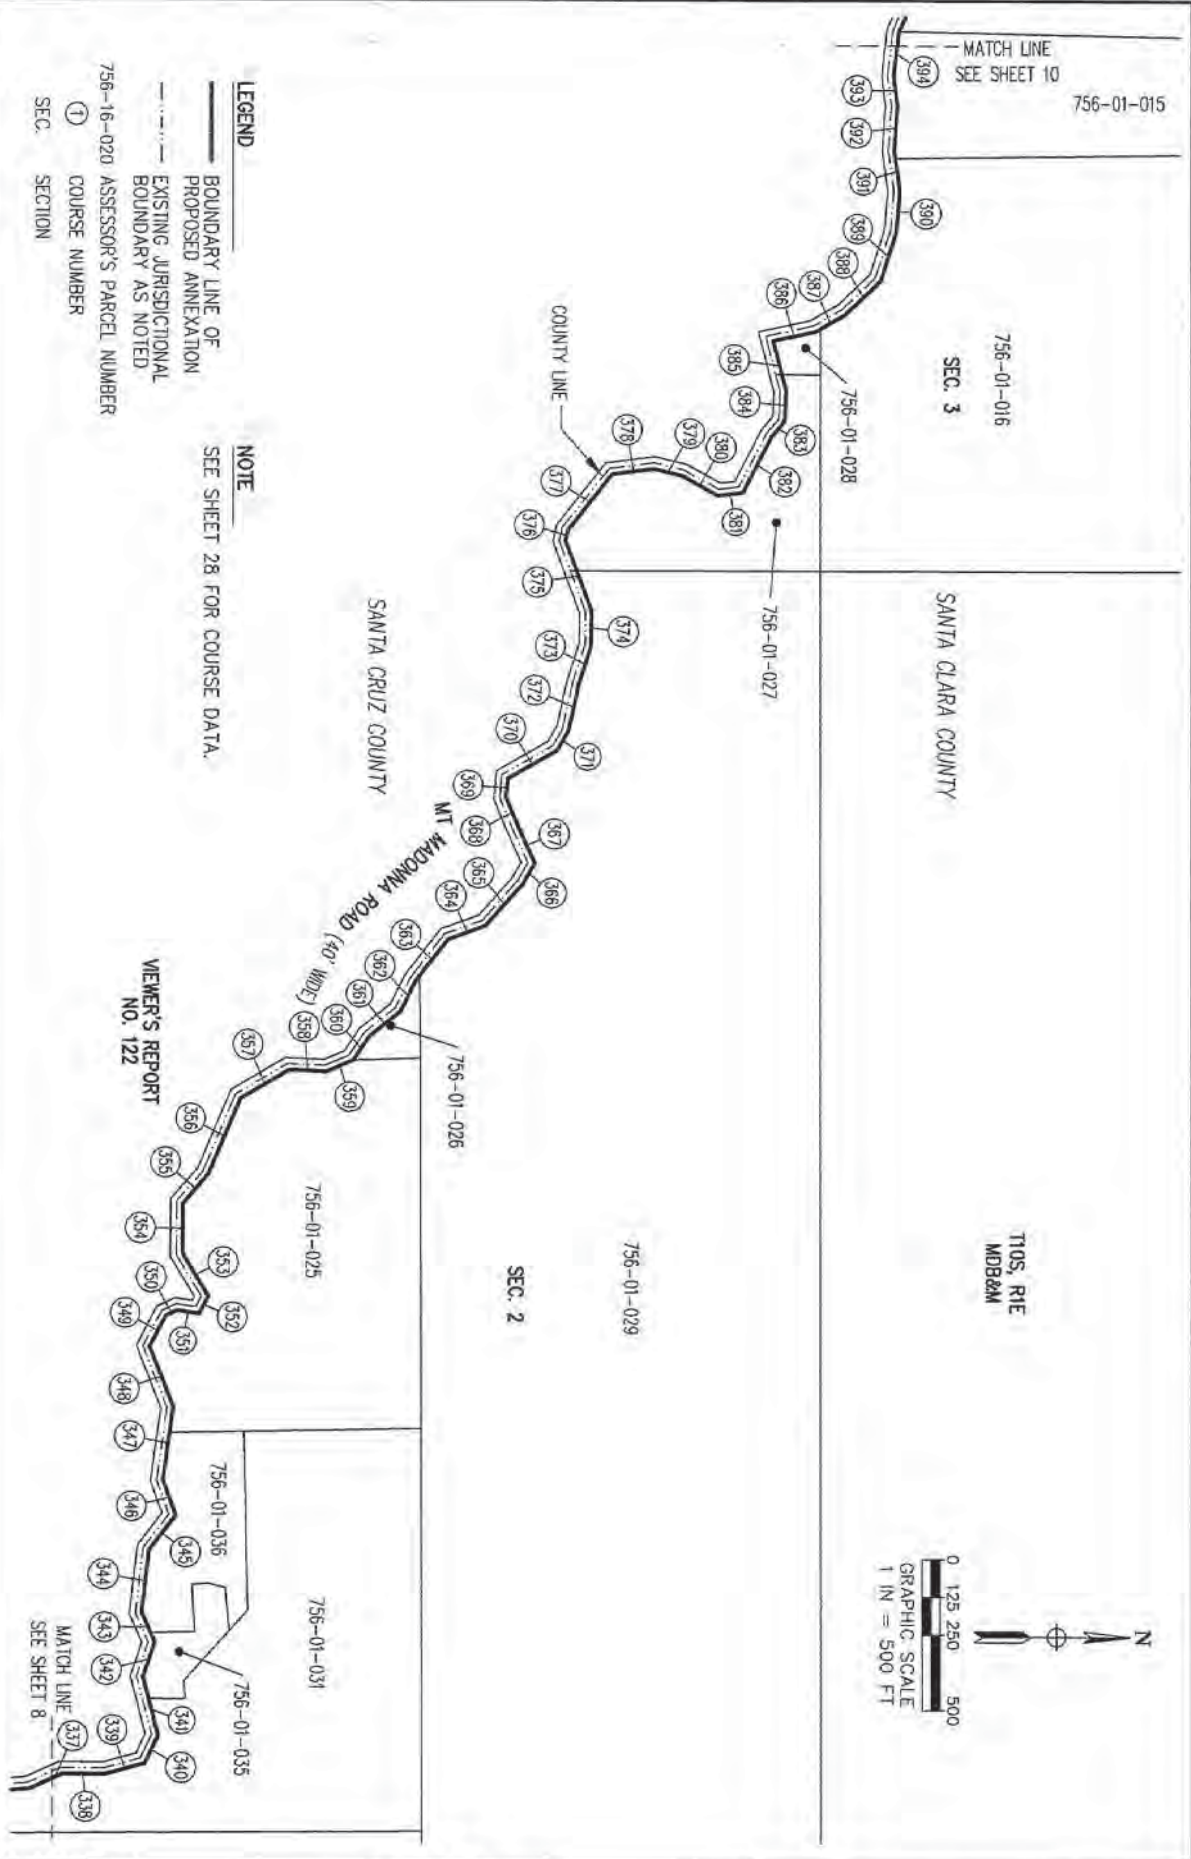 MATCH LINE
SEE SHEET 10
394
393
392
391
390
389
388
387
386
385
384
383
382
381
380
379
378
377
376
375
374
373
372
371
370
369
368
367
366
365
364
363
362
361
360
359
358
357
356
355
354
353
352
351
350
349
348
347
346
345
344
343
342
341
340
339
338
337
756-01-015
756-01-016
SEC. 3
756-01-028
756-01-027
COUNTY LINE
SANTA CLARA COUNTY
SANTA CRUZ COUNTY
MT MADONNA ROAD (40' WIDE)
VIEWER'S REPORT
NO. 122
756-01-026
756-01-025
756-01-029
SEC. 2
T10S, R1E
MDB&M
756-01-036
756-01-031
756-01-035
MATCH LINE
SEE SHEET 8
N
0 125 250 500
GRAPHIC SCALE
1 IN = 500 FT
LEGEND
BOUNDARY LINE OF
PROPOSED ANNEXATION
EXISTING JURISDICTIONAL
BOUNDARY AS NOTED
756-16-020 ASSESSOR'S PARCEL NUMBER
1 COURSE NUMBER
SEC. SECTION
NOTE
SEE SHEET 28 FOR COURSE DATA.